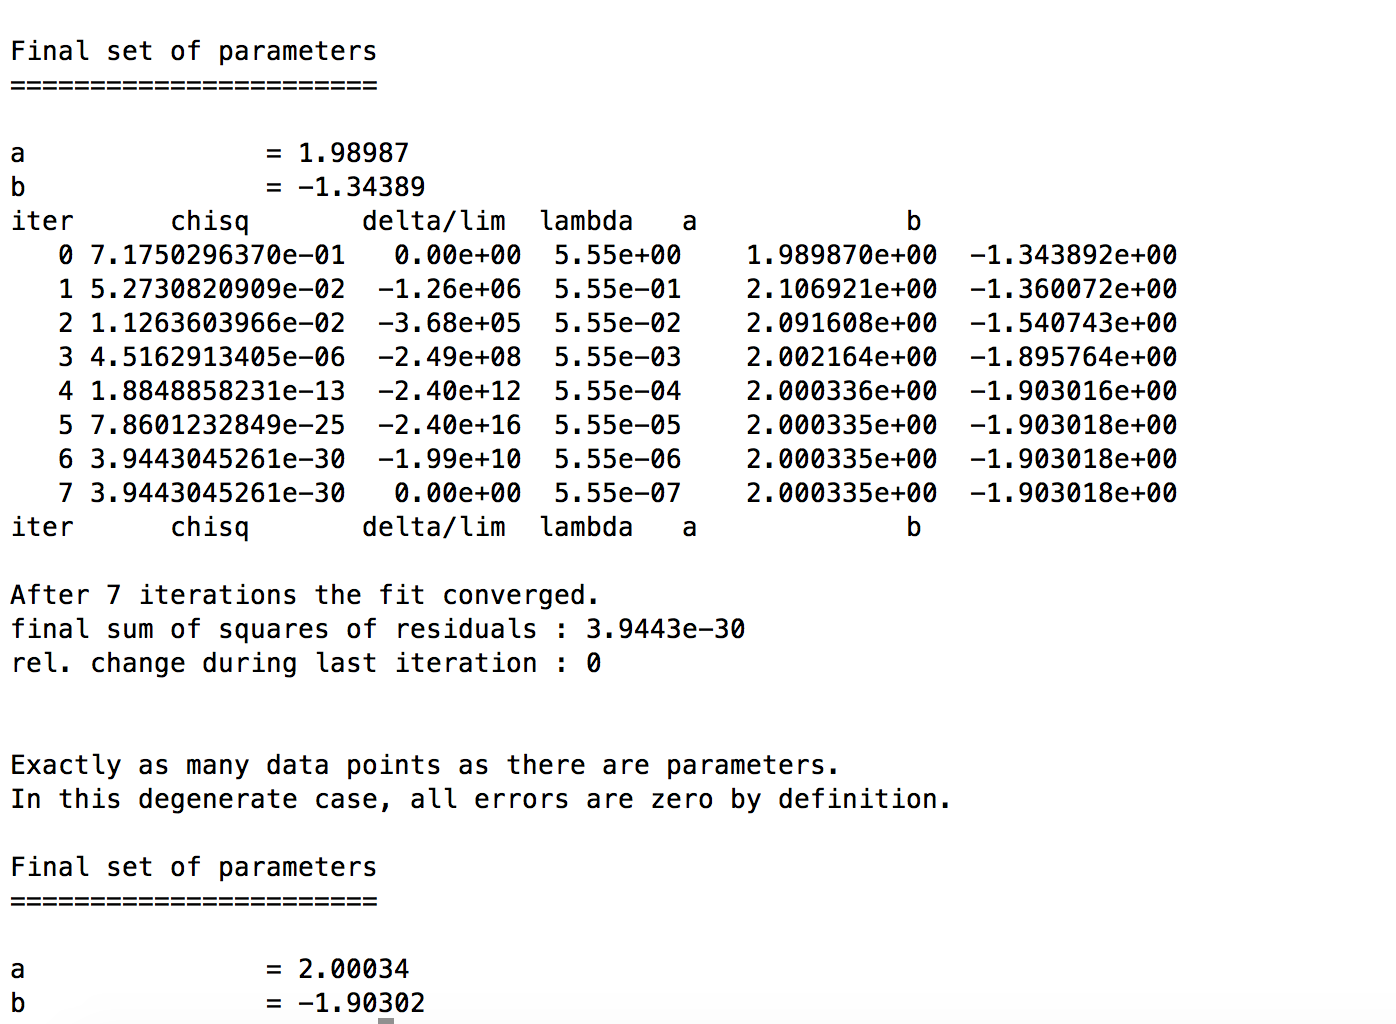 Final set of parameters
=======================
a               = 1.98987
b               = -1.34389
iter      chisq       delta/lim  lambda   a             b
   0 7.1750296370e-01   0.00e+00  5.55e+00    1.989870e+00  -1.343892e+00
   1 5.2730820909e-02  -1.26e+06  5.55e-01    2.106921e+00  -1.360072e+00
   2 1.1263603966e-02  -3.68e+05  5.55e-02    2.091608e+00  -1.540743e+00
   3 4.5162913405e-06  -2.49e+08  5.55e-03    2.002164e+00  -1.895764e+00
   4 1.8848858231e-13  -2.40e+12  5.55e-04    2.000336e+00  -1.903016e+00
   5 7.8601232849e-25  -2.40e+16  5.55e-05    2.000335e+00  -1.903018e+00
   6 3.9443045261e-30  -1.99e+10  5.55e-06    2.000335e+00  -1.903018e+00
   7 3.9443045261e-30   0.00e+00  5.55e-07    2.000335e+00  -1.903018e+00
iter      chisq       delta/lim  lambda   a             b
After 7 iterations the fit converged.
final sum of squares of residuals : 3.9443e-30
rel. change during last iteration : 0
Exactly as many data points as there are parameters.
In this degenerate case, all errors are zero by definition.
Final set of parameters
=======================
a               = 2.00034
b               = -1.90302